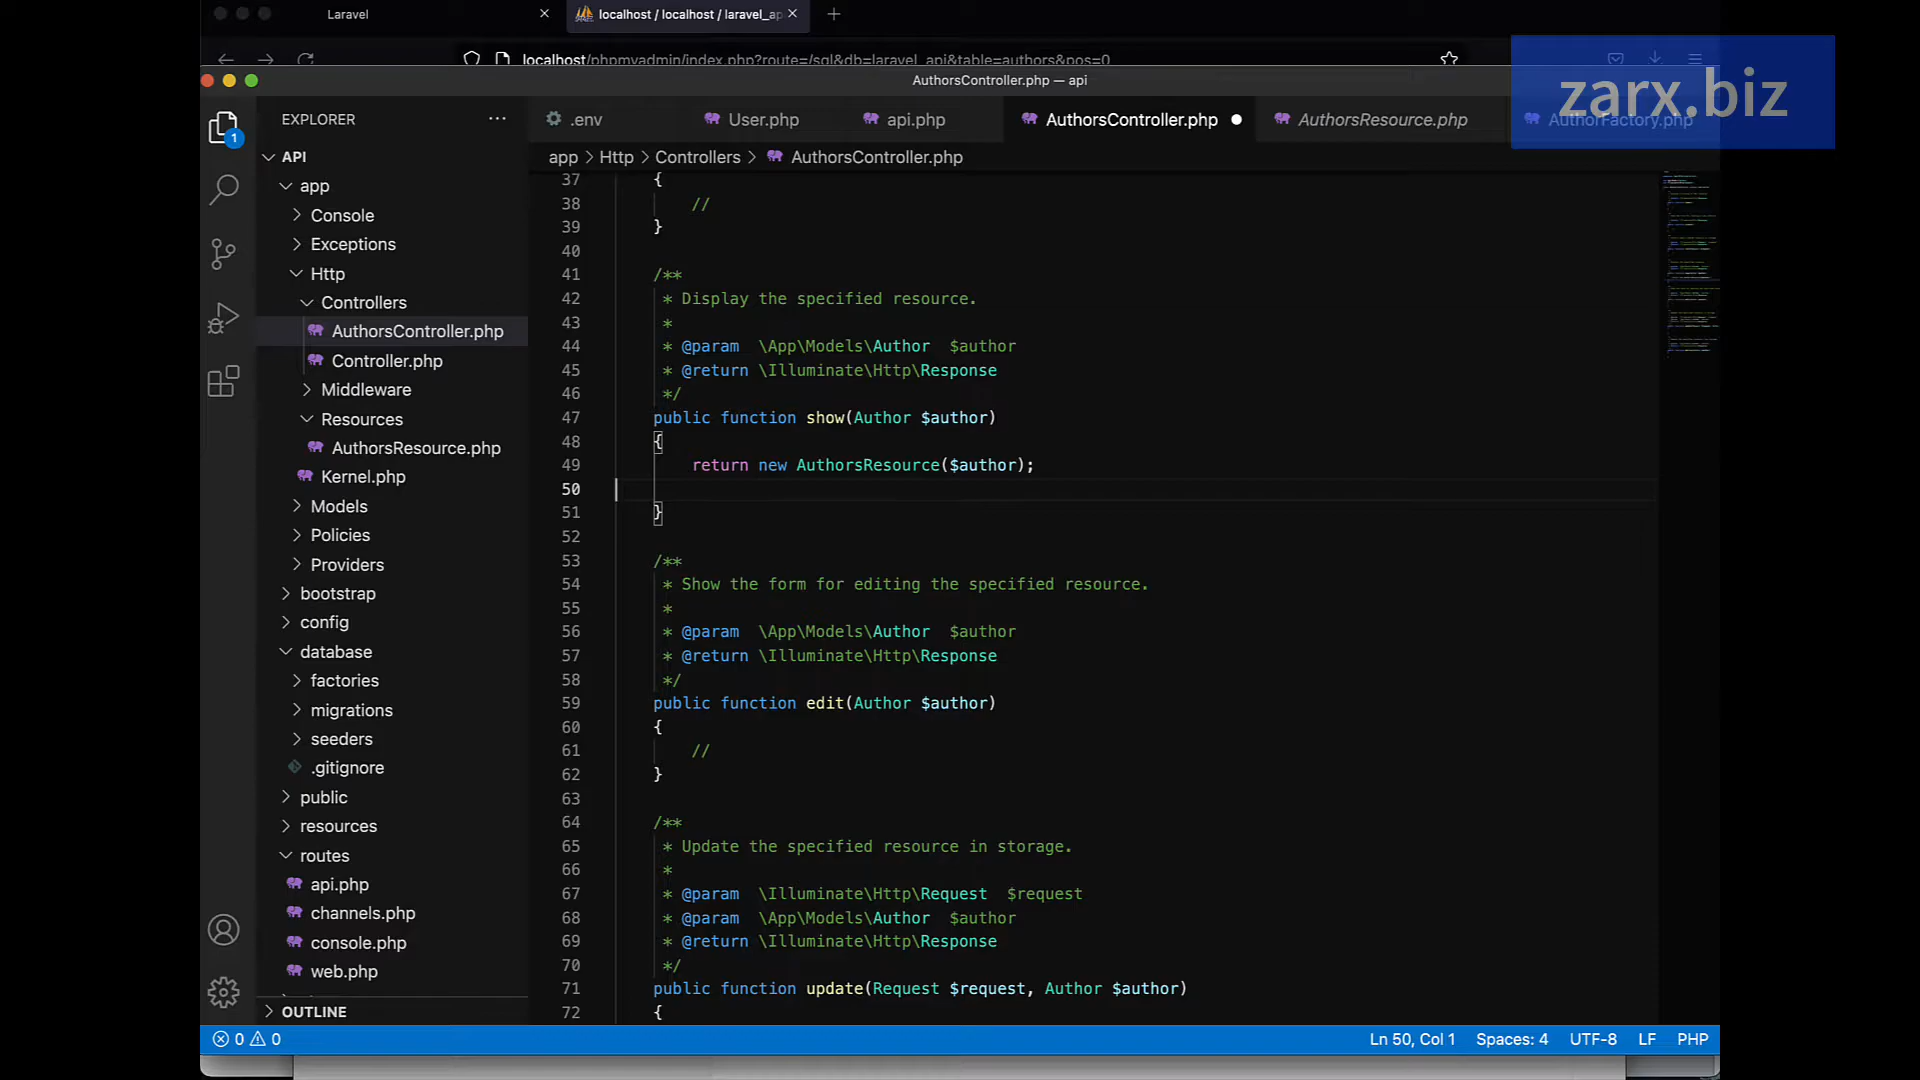 Laravel
localhost / localhost / laravel_ap
localhost/phpmyadmin/index.php?route=/sql&db=laravel_api&table=authors&pos=0
AuthorsController.php — api
zarx.biz
EXPLORER
.env
User.php
api.php
AuthorsController.php
AuthorsResource.php
AuthorFactory.php
app > Http > Controllers > AuthorsController.php
1
API
app
Console
Exceptions
Http
Controllers
AuthorsController.php
Controller.php
Middleware
Resources
AuthorsResource.php
Kernel.php
Models
Policies
Providers
bootstrap
config
database
factories
migrations
seeders
.gitignore
public
resources
routes
api.php
channels.php
console.php
web.php
OUTLINE
37 {
38 //
39 }
40
41 /**
42 * Display the specified resource.
43 *
44 * @param \App\Models\Author $author
45 * @return \Illuminate\Http\Response
46 */
47 public function show(Author $author)
48 {
49 return new AuthorsResource($author);
50
51 }
52
53 /**
54 * Show the form for editing the specified resource.
55 *
56 * @param \App\Models\Author $author
57 * @return \Illuminate\Http\Response
58 */
59 public function edit(Author $author)
60 {
61 //
62 }
63
64 /**
65 * Update the specified resource in storage.
66 *
67 * @param \Illuminate\Http\Request $request
68 * @param \App\Models\Author $author
69 * @return \Illuminate\Http\Response
70 */
71 public function update(Request $request, Author $author)
72 {
0 0
Ln 50, Col 1
Spaces: 4
UTF-8
LF
PHP